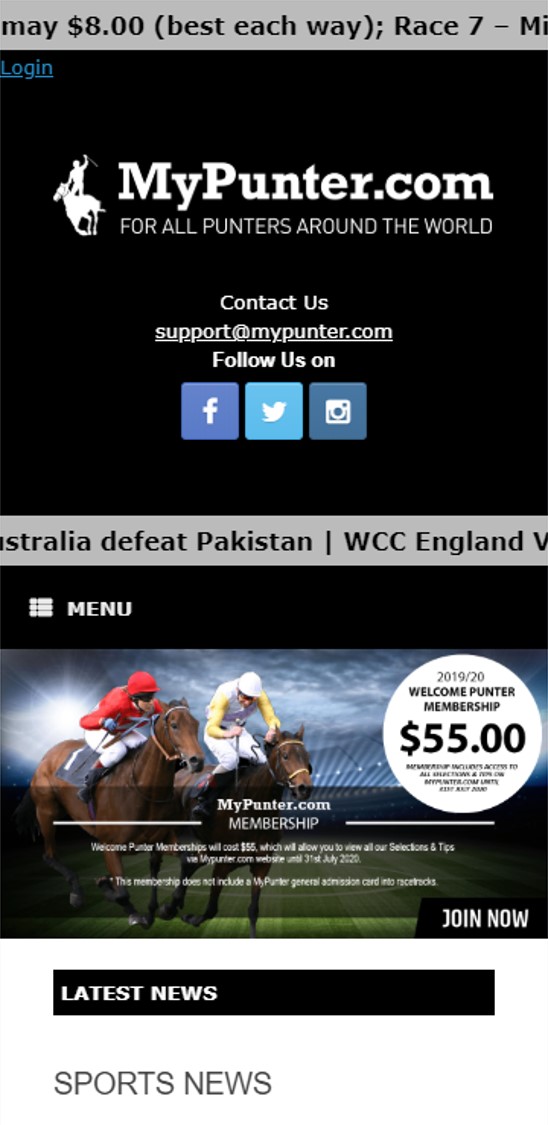 may $8.00 (best each way); Race 7 – Mi
Login
MyPunter.com
FOR ALL PUNTERS AROUND THE WORLD
Contact Us
support@mypunter.com
Follow Us on
ustralia defeat Pakistan | WCC England V
MENU
2019/20
WELCOME PUNTER
MEMBERSHIP
$55.00
MEMBERSHIP INCLUDES ACCESS TO
ALL SELECTIONS & TIPS ON
MYPUNTER.COM UNTIL
31ST JULY 2020
1
MyPunter.com
MEMBERSHIP
Welcome Punter Memberships will cost $55, which will allow you to view all our Selections & Tips
via Mypunter.com website until 31st July 2020.
* This membership does not include a MyPunter general admission card into racetracks.
JOIN NOW
LATEST NEWS
SPORTS NEWS